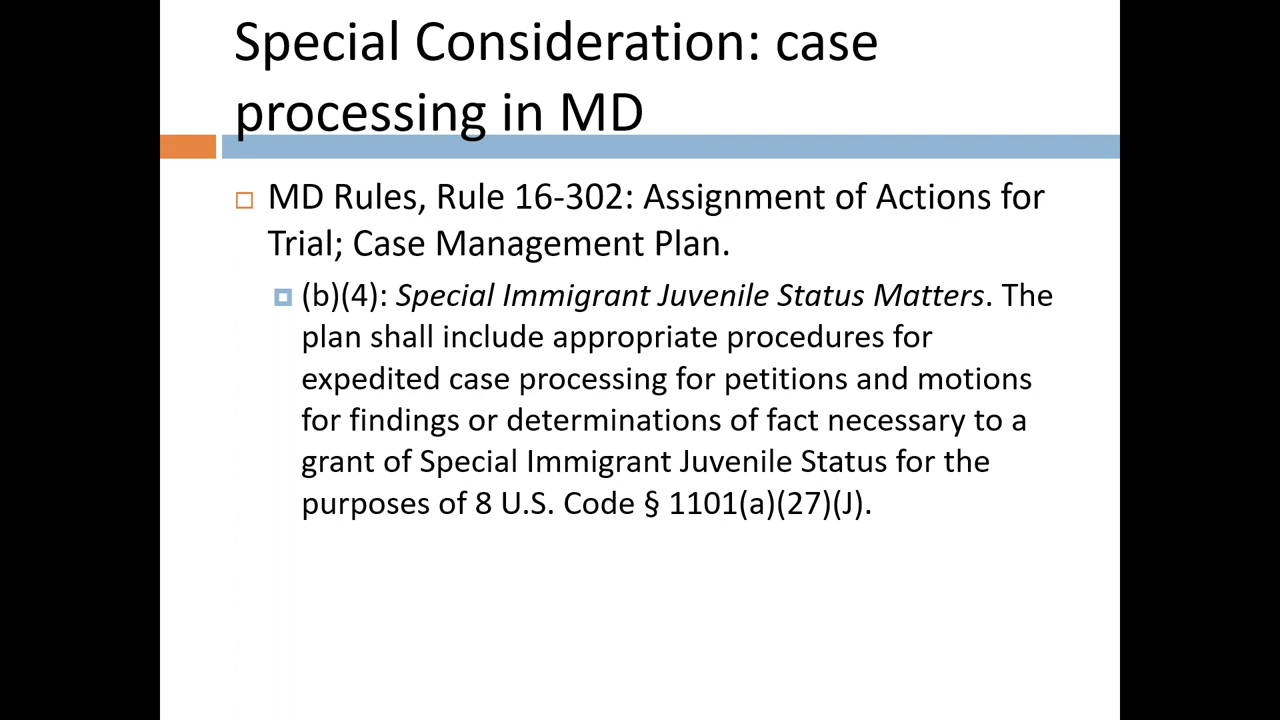 Special Consideration: case
processing in MD
MD Rules, Rule 16-302: Assignment of Actions for
Trial; Case Management Plan.
(b)(4): Special Immigrant Juvenile Status Matters. The
plan shall include appropriate procedures for
expedited case processing for petitions and motions
for findings or determinations of fact necessary to a
grant of Special Immigrant Juvenile Status for the
purposes of 8 U.S. Code § 1101(a)(27)(J).